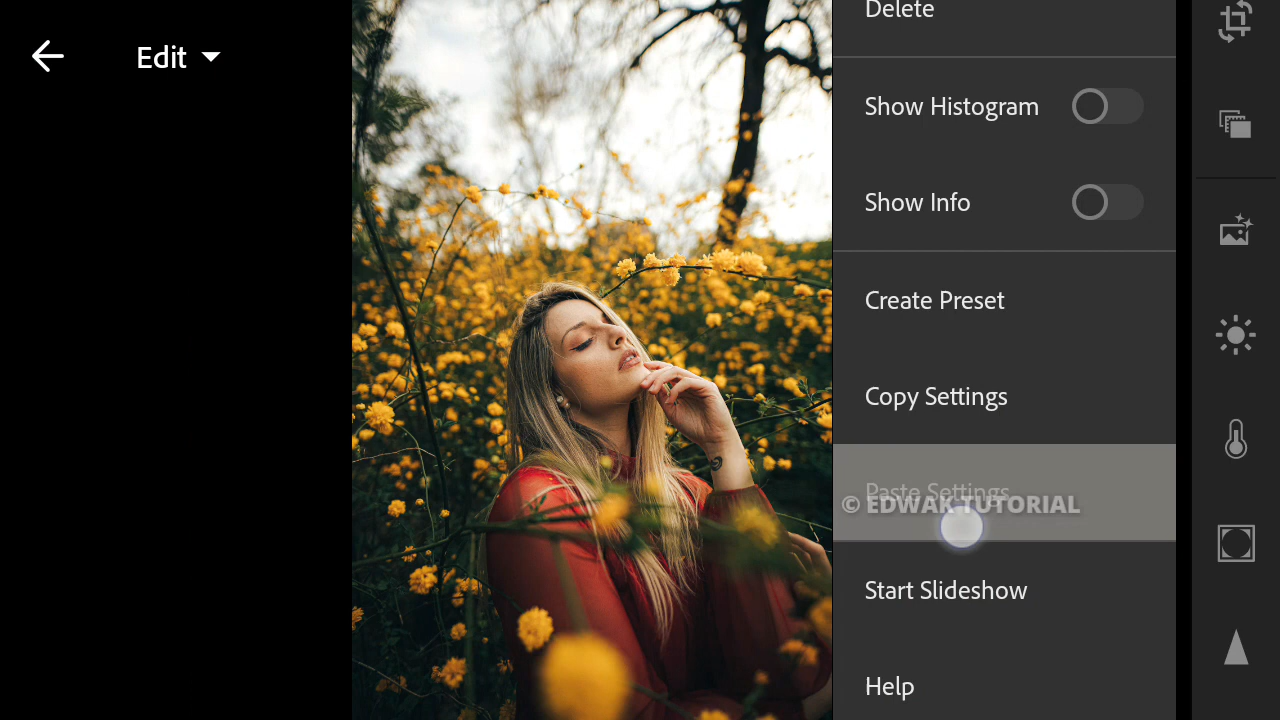 Edit
Delete
Show Histogram
Show Info
Create Preset
Copy Settings
Paste Settings
© EDWAK TUTORIAL
Start Slideshow
Help